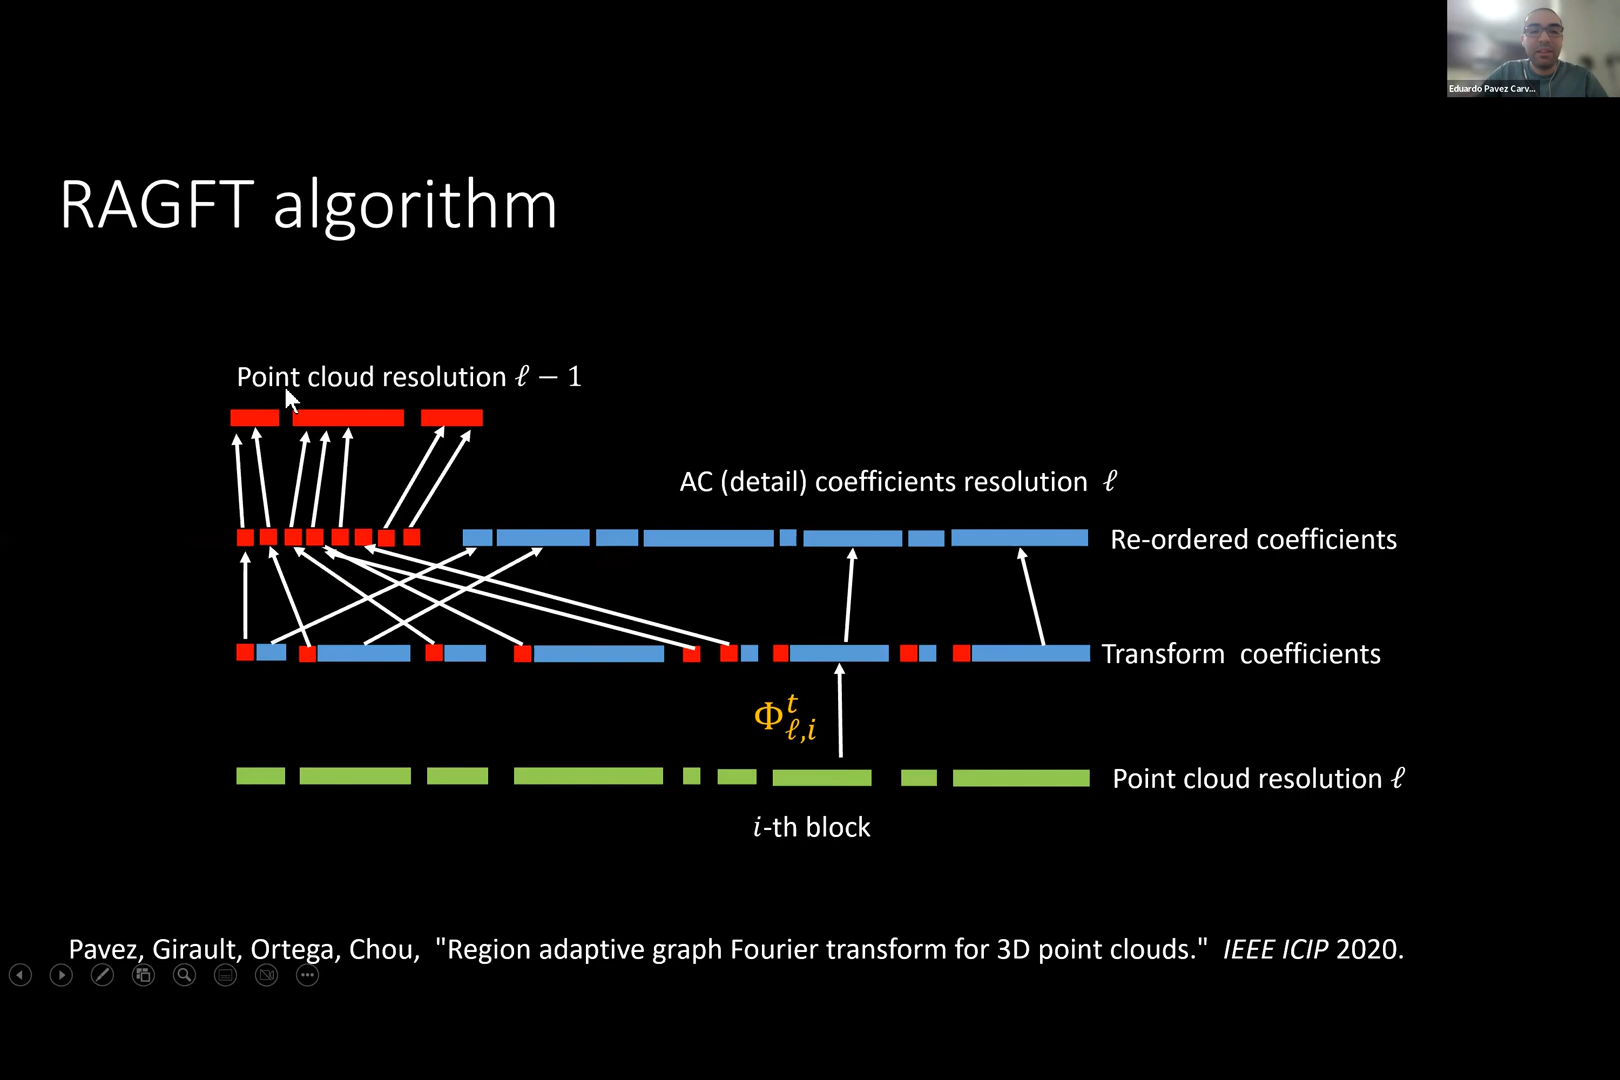 Eduardo Pavez Carv...
RAGFT algorithm
Point cloud resolution ℓ − 1
AC (detail) coefficients resolution ℓ
Re-ordered coefficients
Transform coefficients
Φ^t_{ℓ,i}
Point cloud resolution ℓ
i-th block
Pavez, Girault, Ortega, Chou, "Region adaptive graph Fourier transform for 3D point clouds." IEEE ICIP 2020.